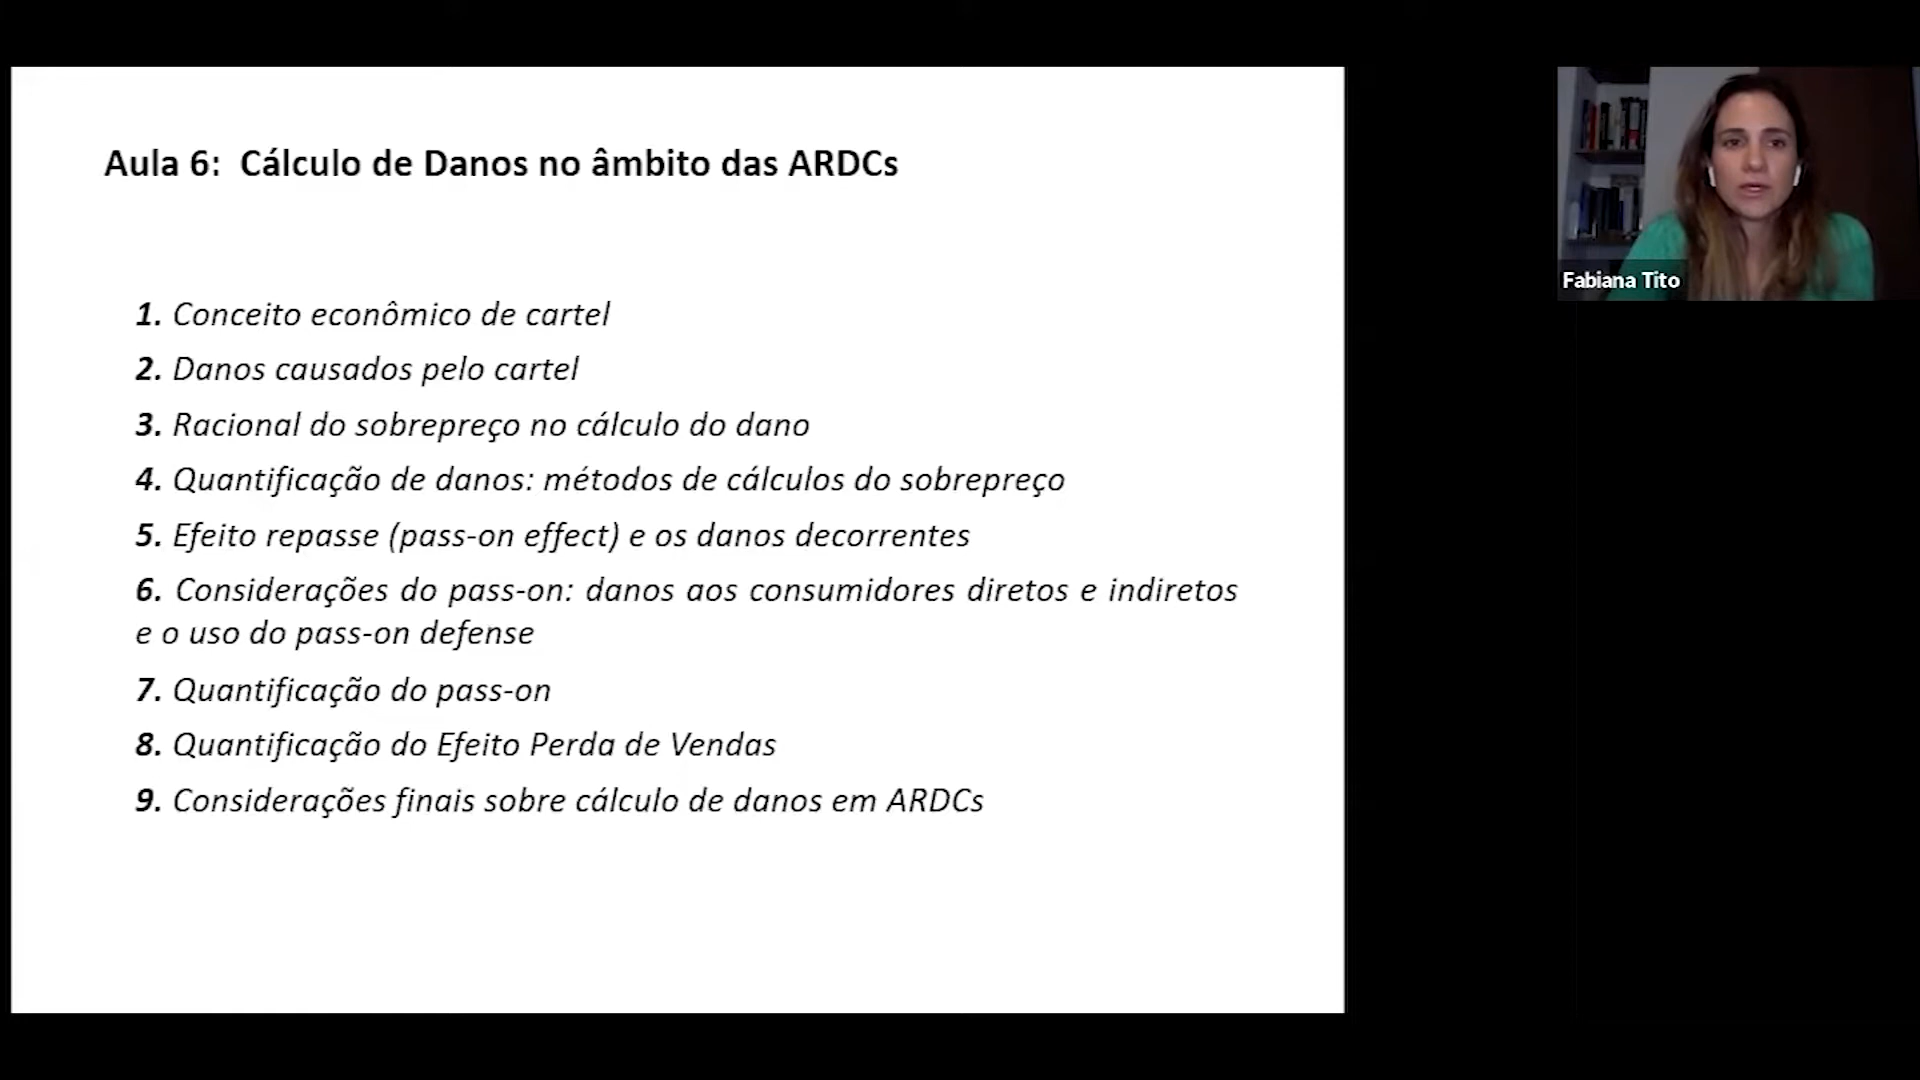 Aula 6: Cálculo de Danos no âmbito das ARDCs
1. Conceito econômico de cartel
2. Danos causados pelo cartel
3. Racional do sobrepreço no cálculo do dano
4. Quantificação de danos: métodos de cálculos do sobrepreço
5. Efeito repasse (pass-on effect) e os danos decorrentes
6. Considerações do pass-on: danos aos consumidores diretos e indiretos
e o uso do pass-on defense
7. Quantificação do pass-on
8. Quantificação do Efeito Perda de Vendas
9. Considerações finais sobre cálculo de danos em ARDCs
Fabiana Tito